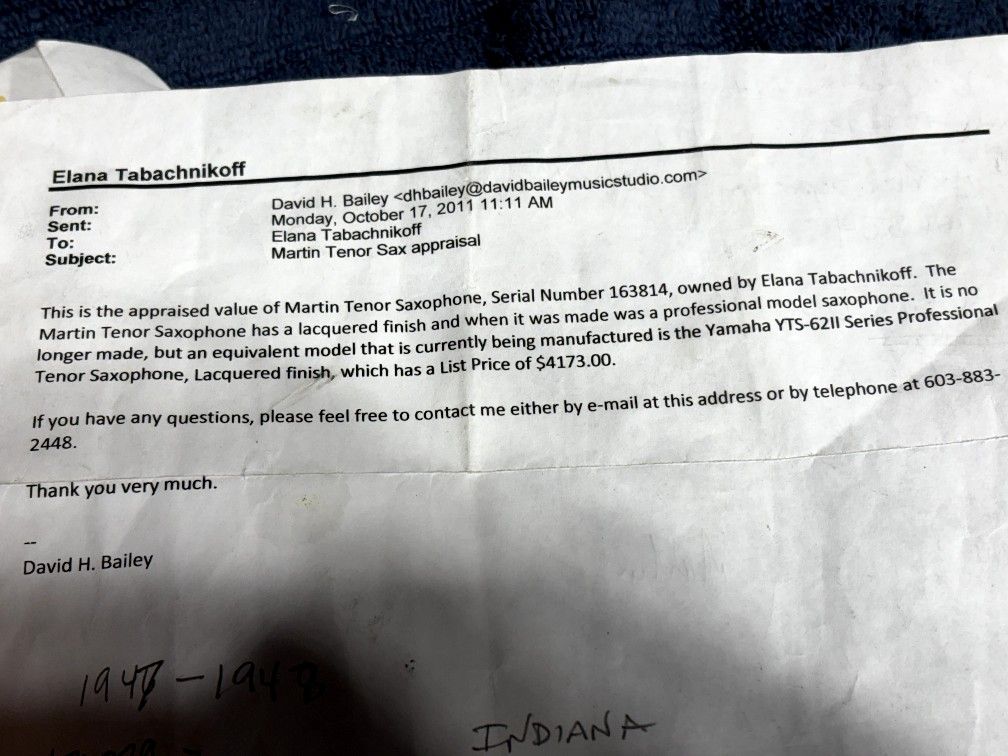 Elana Tabachnikoff
From: David H. Bailey <dhbailey@davidbaileymusicstudio.com>
Sent: Monday, October 17, 2011 11:11 AM
To: Elana Tabachnikoff
Subject: Martin Tenor Sax appraisal
This is the appraised value of Martin Tenor Saxophone, Serial Number 163814, owned by Elana Tabachnikoff. The
Martin Tenor Saxophone has a lacquered finish and when it was made was a professional model saxophone. It is no
longer made, but an equivalent model that is currently being manufactured is the Yamaha YTS-62II Series Professional
Tenor Saxophone, Lacquered finish, which has a List Price of $4173.00.
If you have any questions, please feel free to contact me either by e-mail at this address or by telephone at 603-883-
2448.
Thank you very much.
--
David H. Bailey
1947 – 1948
INDIANA